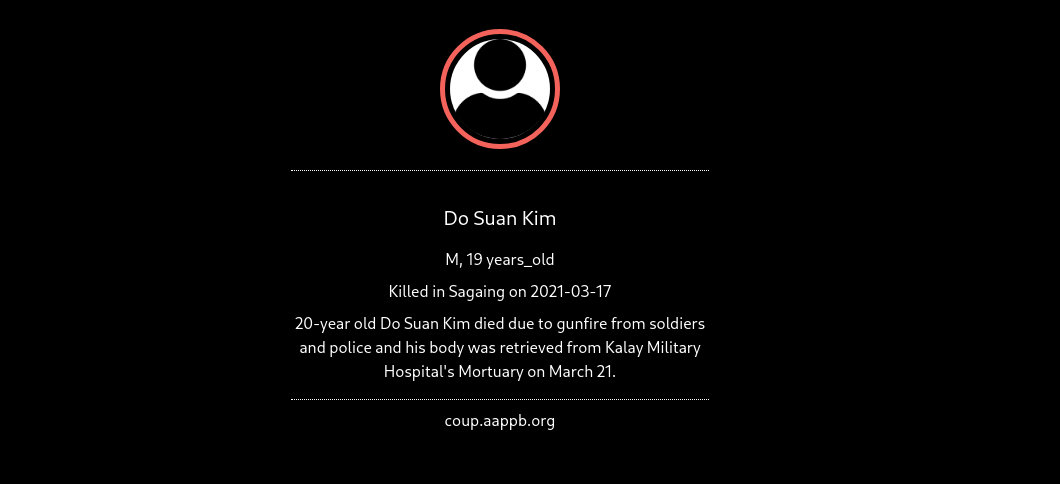 Do Suan Kim
M, 19 years_old
Killed in Sagaing on 2021-03-17
20-year old Do Suan Kim died due to gunfire from soldiers
and police and his body was retrieved from Kalay Military
Hospital's Mortuary on March 21.
coup.aappb.org